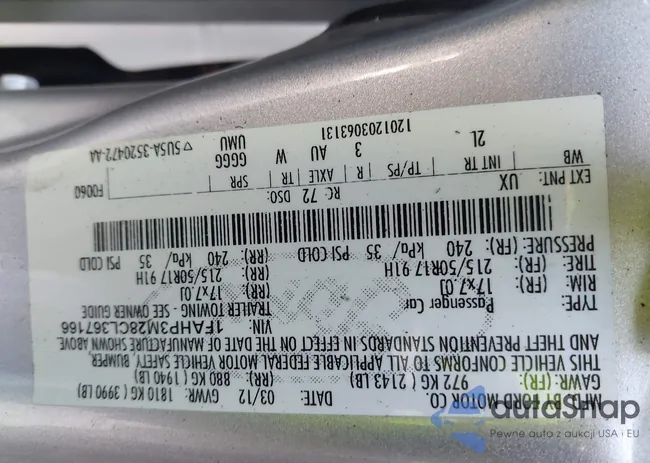 MFD. BY FORD MOTOR CO.
DATE: 03/12 GVWR: 1810 KG ( 3990 LB)
GAWR: (FR): 972 KG ( 2143 LB) (RR): 880 KG ( 1940 LB)
THIS VEHICLE CONFORMS TO ALL APPLICABLE FEDERAL MOTOR VEHICLE SAFETY, BUMPER,
AND THEFT PREVENTION STANDARDS IN EFFECT ON THE DATE OF MANUFACTURE SHOWN ABOVE
VIN: 1FAHP3M28CL367166
TYPE: Passenger Car TRAILER TOWING - SEE OWNER GUIDE
RIM: (FR): 17x7.0J (RR): 17x7.0J
TIRE: (FR): 215/50R17 91H (RR): 215/50R17 91H
PRESSURE: (FR): 240 kPa/ 35 PSI COLD (RR): 240 kPa/ 35 PSI COLD
EXT PNT: UX RC: 72 DSO: F0060
WB INT TR TP/PS R AXLE TR SPR
2L 3 AU W GGGG UMU
1201203063131 5U5A-3520472-AA
autoSnap
Pewne auto z aukcji USA i EU